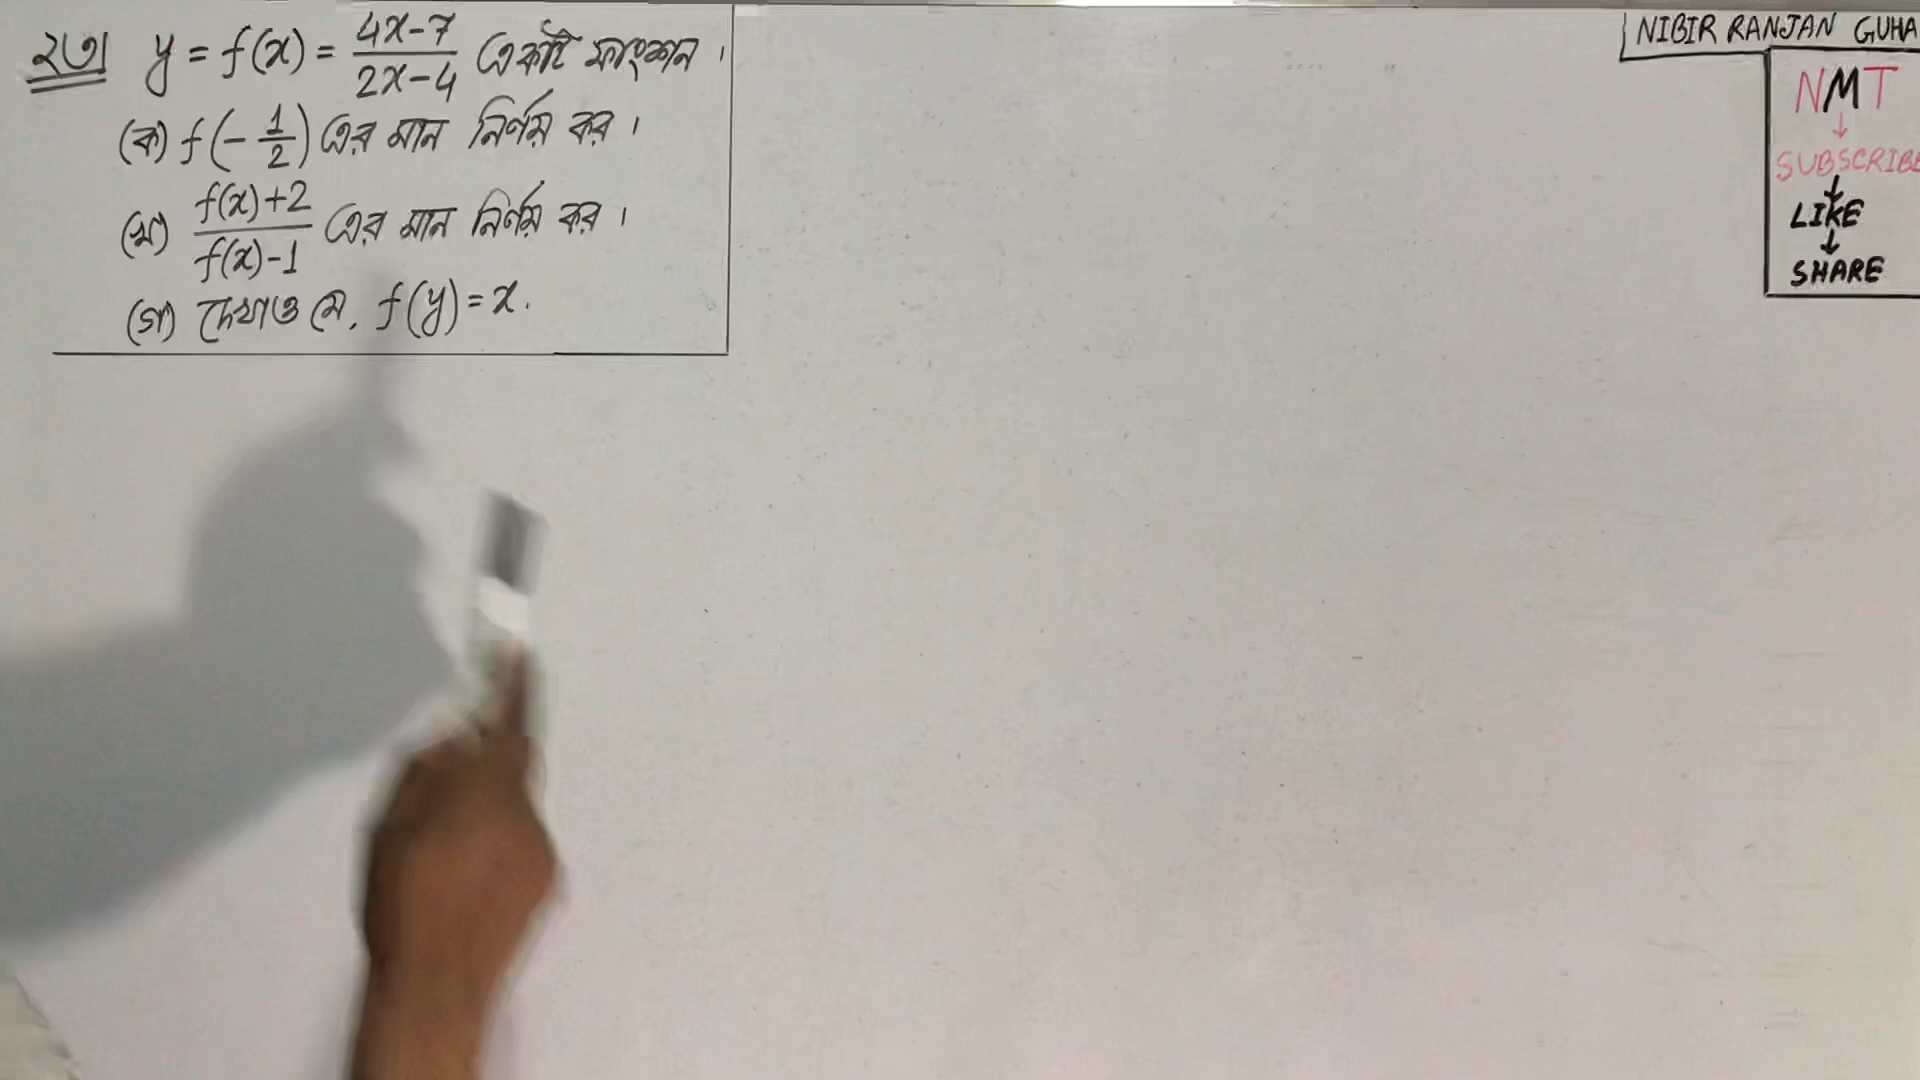 ২৩। y = f(x) = (4x-7)/(2x-4) একটি ফাংশন।
(ক) f(-1/2) এর মান নির্ণয় কর।
(খ) (f(x)+2)/(f(x)-1) এর মান নির্ণয় কর।
(গ) দেখাও যে, f(y) = x.
NIBIR RANJAN GUHA
NMT
↓
SUBSCRIBE
↓
LIKE
↓
SHARE